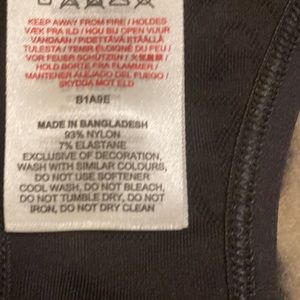 KEEP AWAY FROM FIRE / HOLDES
VÆK FRA ILD / HOU BIJ OPEN VUUR
VANDAAN / PIDETTÄVÄ ETÄÄLLÄ
TULESTA / TENIR ÉLOIGNÉ DU FEU /
VOR FEUER SCHÜTZEN /
HOLD BORTE FRA FLAMMER /
MANTENER ALEJADO DEL FUEGO /
SKYDDA MOT ELD
B1A9E
MADE IN BANGLADESH
93% NYLON
7% ELASTANE
EXCLUSIVE OF DECORATION,
WASH WITH SIMILAR COLOURS,
DO NOT USE SOFTENER
COOL WASH, DO NOT BLEACH,
DO NOT TUMBLE DRY, DO NOT
IRON, DO NOT DRY CLEAN